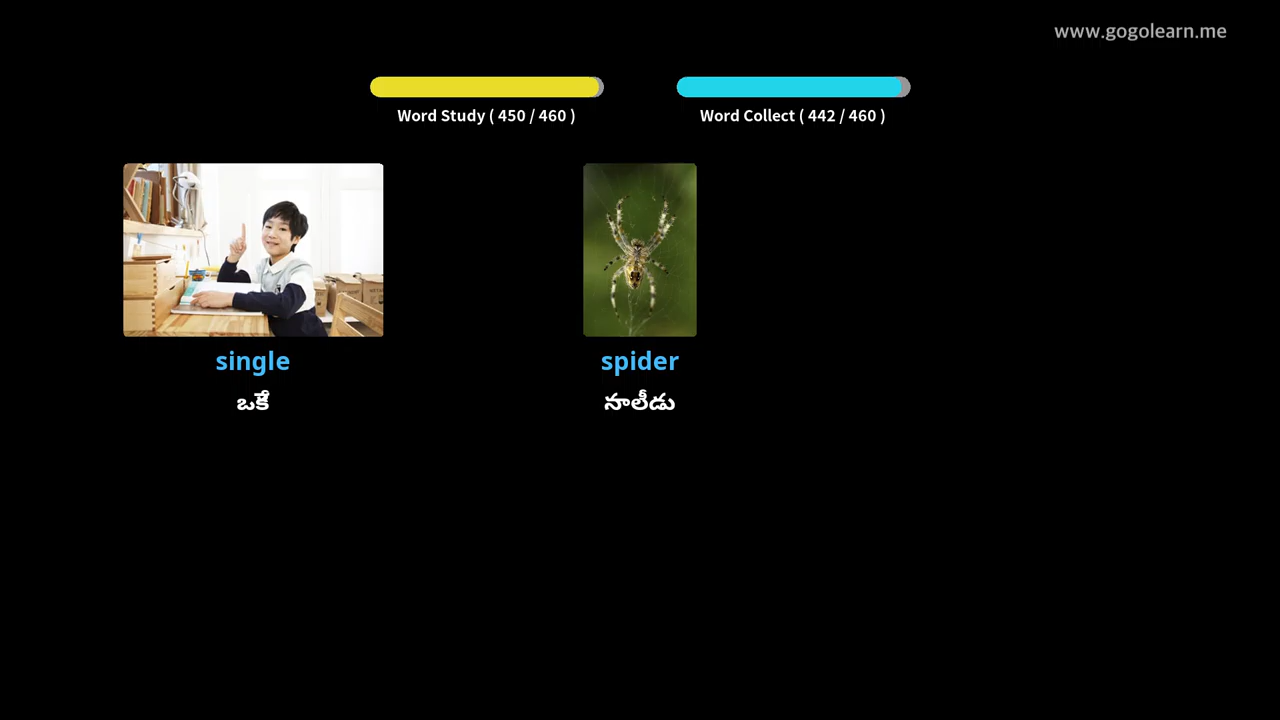 www.gogolearn.me
Word Study ( 450 / 460 )
Word Collect ( 442 / 460 )
single
spider
ఒకే
సాలీడు